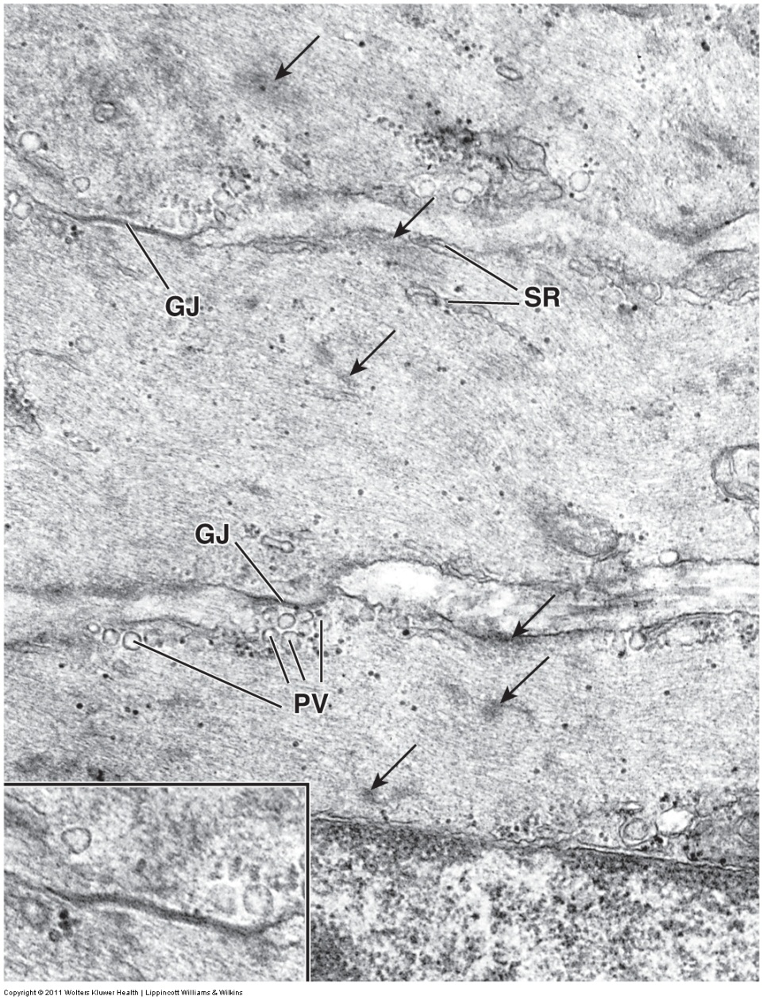 GJ
SR
GJ
PV
Copyright © 2011 Wolters Kluwer Health | Lippincott Williams & Wilkins